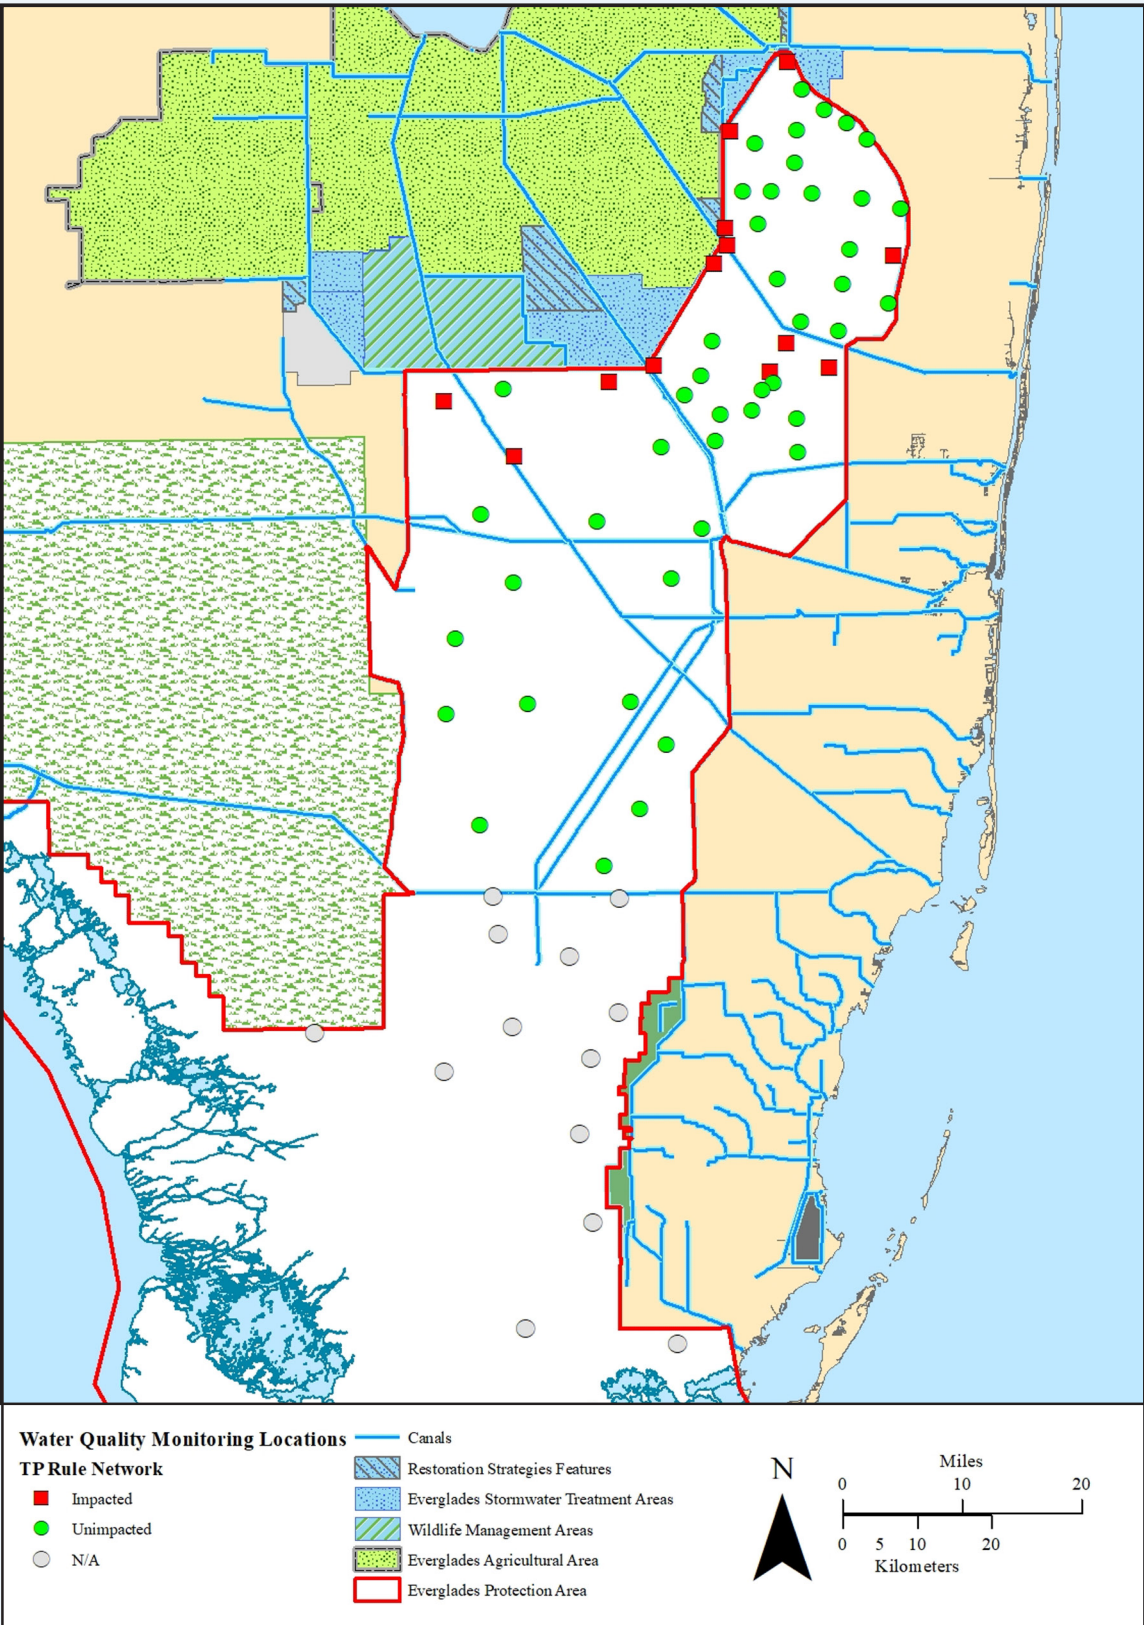 Water Quality Monitoring Locations
TP Rule Network
Impacted
Unimpacted
N/A
Canals
Restoration Strategies Features
Everglades Stormwater Treatment Areas
Wildlife Management Areas
Everglades Agricultural Area
Everglades Protection Area
N
Miles
0 10 20
0 5 10 20
Kilometers